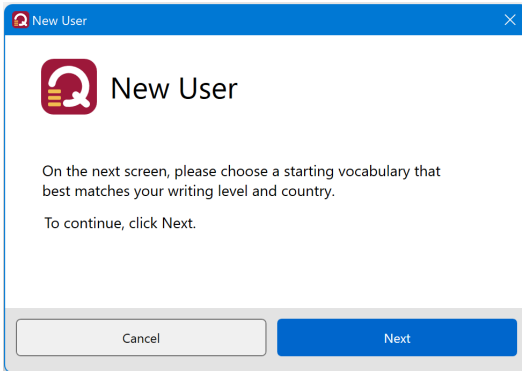 New User
New User
On the next screen, please choose a starting vocabulary that
best matches your writing level and country.
To continue, click Next.
Cancel
Next